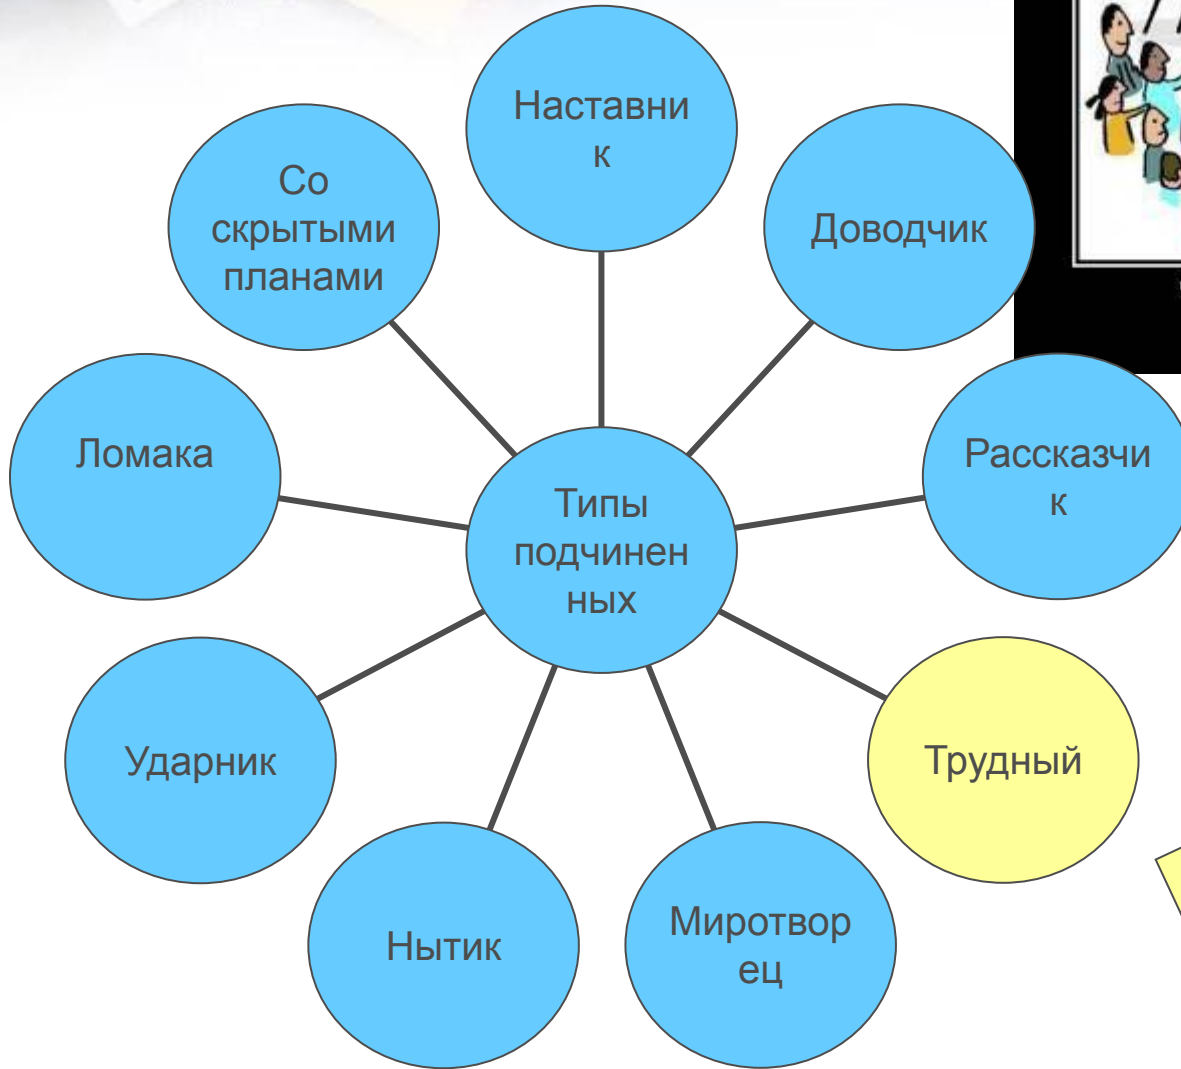 Наставни
к
Со
скрытыми
планами
Доводчик
Ломака
Рассказчи
к
Типы
подчинен
ных
Ударник
Трудный
Нытик
Миротвор
ец